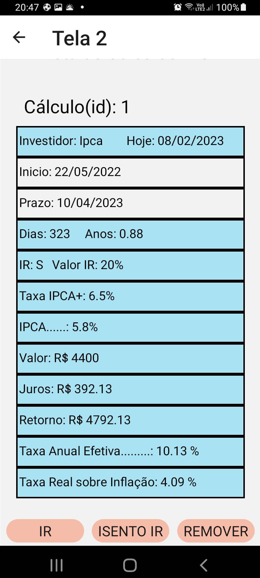 20:47 100%
Tela 2
Cálculo(id): 1
Investidor: Ipca Hoje: 08/02/2023
Inicio: 22/05/2022
Prazo: 10/04/2023
Dias: 323 Anos: 0.88
IR: S Valor IR: 20%
Taxa IPCA+: 6.5%
IPCA......: 5.8%
Valor: R$ 4400
Juros: R$ 392.13
Retorno: R$ 4792.13
Taxa Anual Efetiva.........: 10.13 %
Taxa Real sobre Inflação: 4.09 %
IR ISENTO IR REMOVER